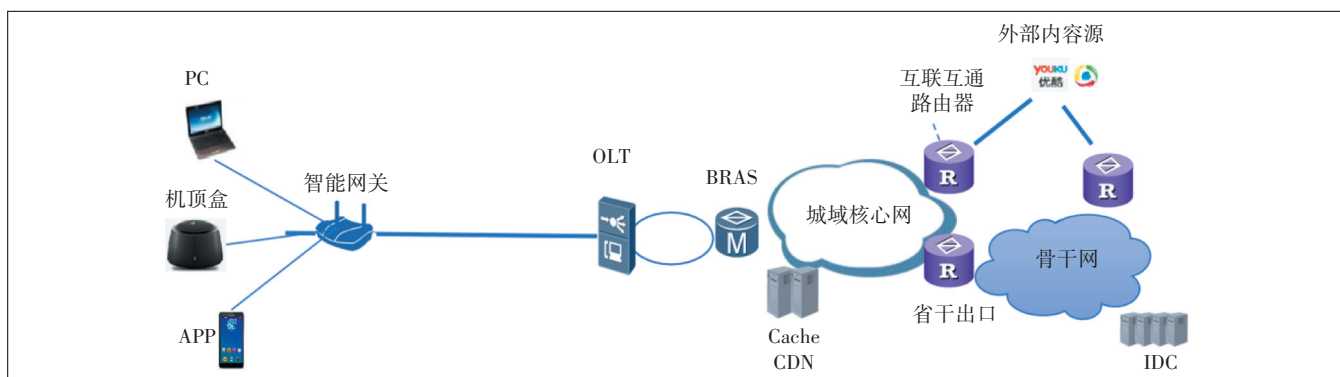 外部内容源
YOUKU
优酷
互联互通
路由器
PC
OLT
BRAS
R
R
智能网关
机顶盒
城域核心网
M
R
骨干网
省干出口
APP
Cache
CDN
IDC